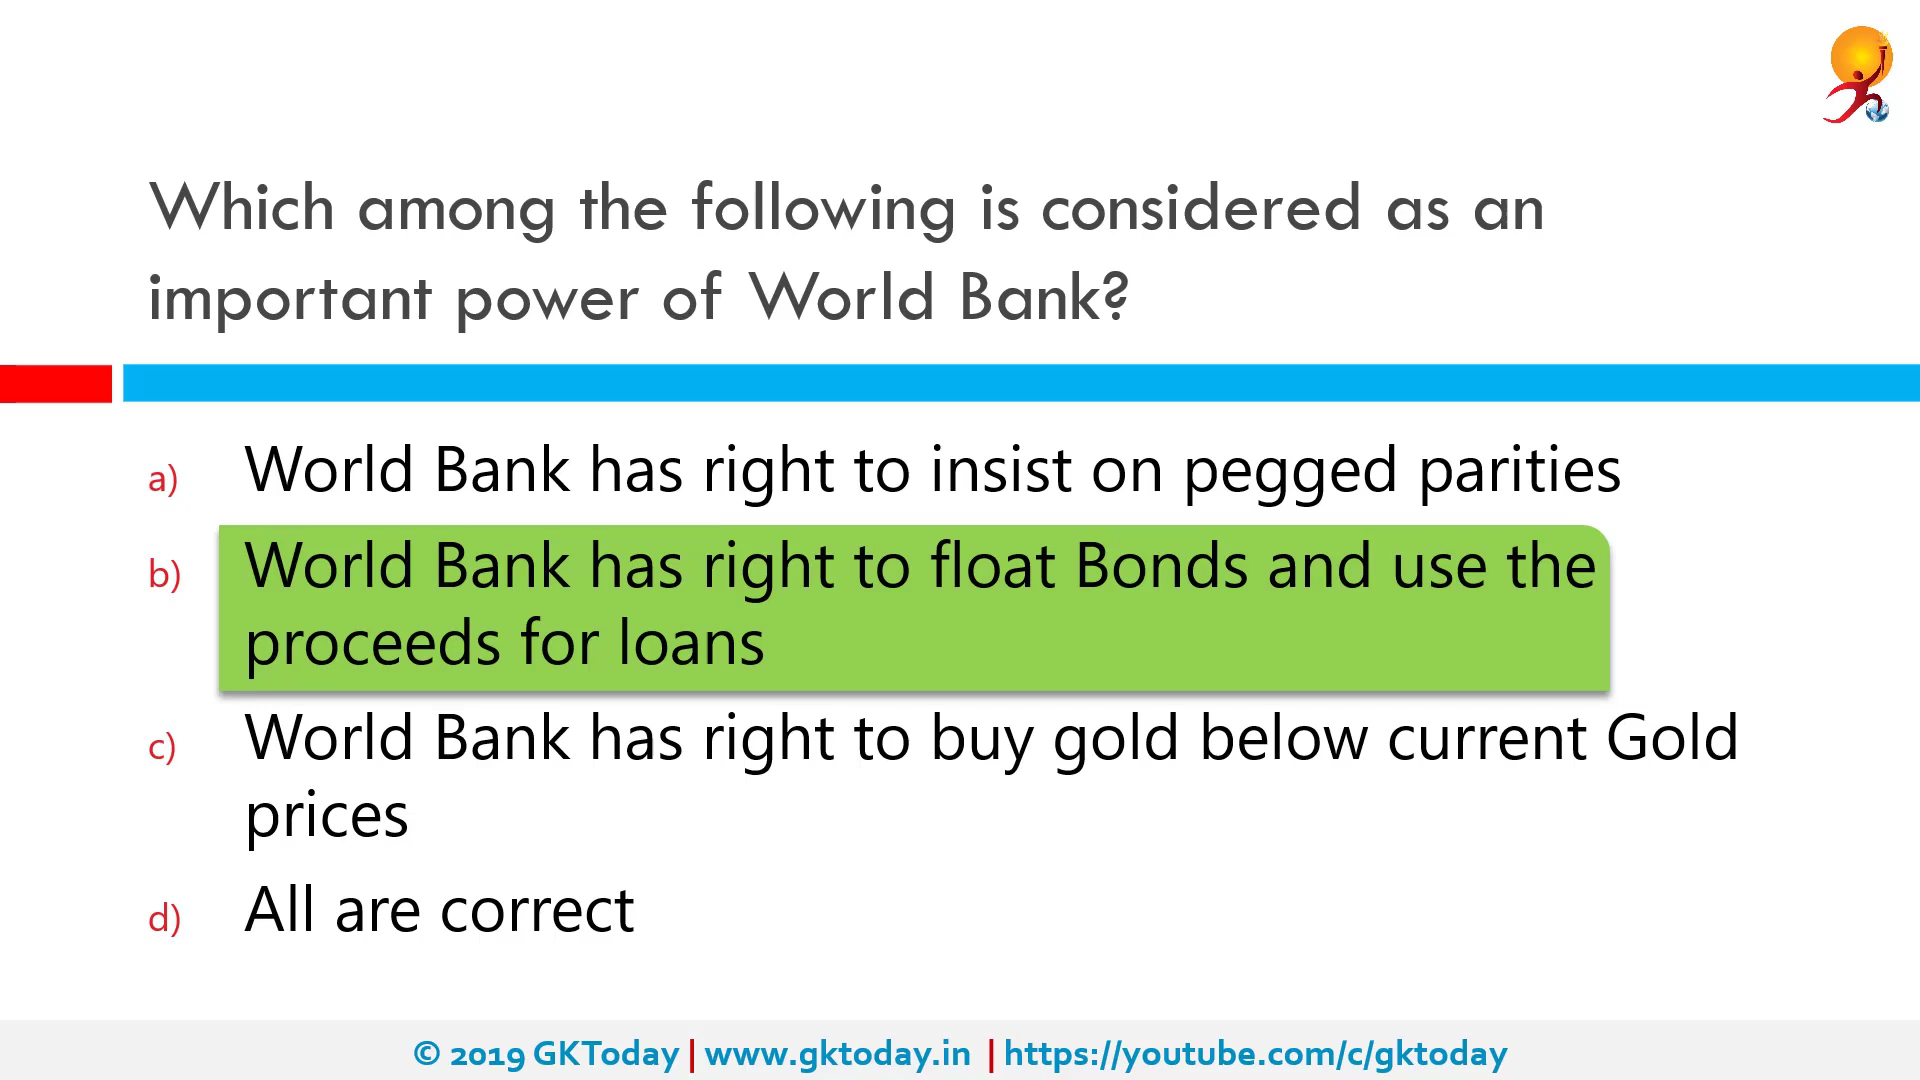 Which among the following is considered as an
important power of World Bank?
a) World Bank has right to insist on pegged parities
b) World Bank has right to float Bonds and use the
proceeds for loans
c) World Bank has right to buy gold below current Gold
prices
d) All are correct
© 2019 GKToday | www.gktoday.in | https://youtube.com/c/gktoday